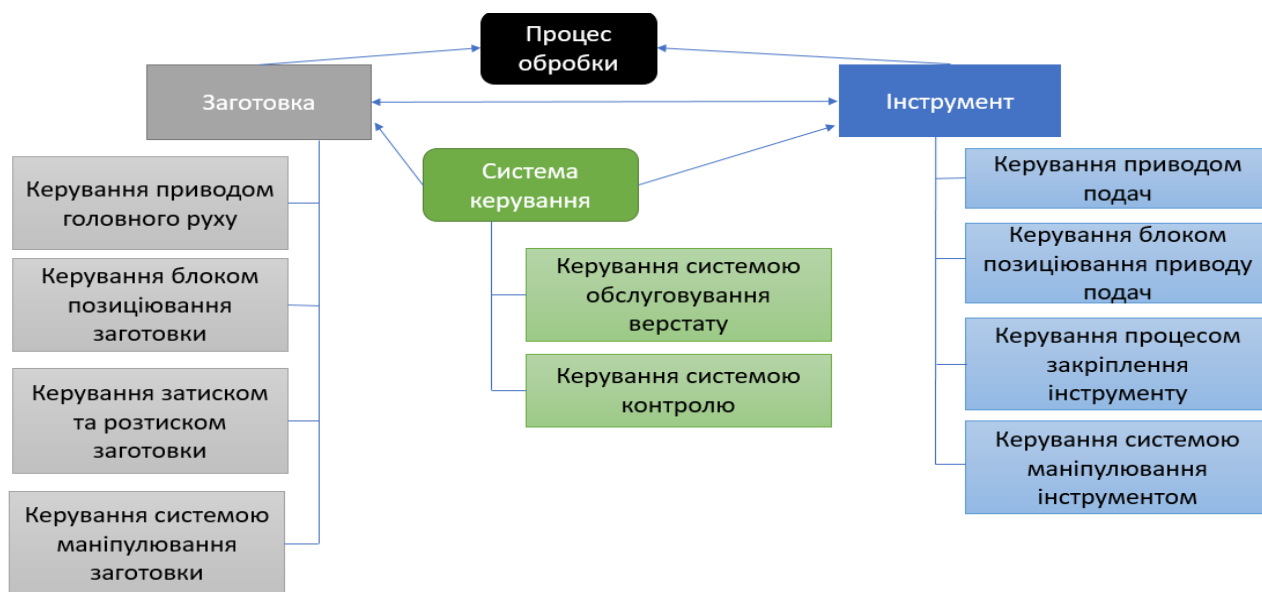 Процес
обробки
Заготовка
Інструмент
Система
керування
Керування приводом
головного руху
Керування блоком
позиціювання
заготовки
Керування затиском
та розтиском
заготовки
Керування системою
маніпулювання
заготовки
Керування системою
обслуговування
верстату
Керування системою
контролю
Керування приводом
подач
Керування блоком
позиціювання приводу
подач
Керування процесом
закріплення
інструменту
Керування системою
маніпулювання
інструментом